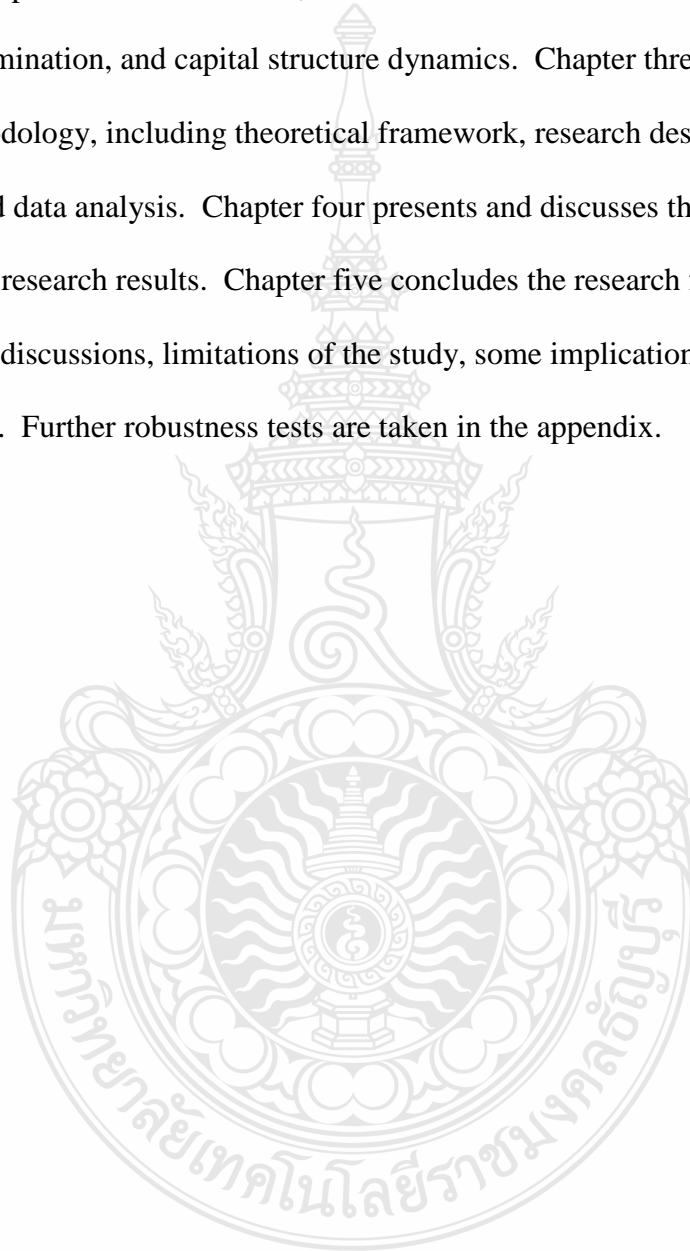 mination, and capital structure dynamics. Chapter thre
dology, including theoretical framework, research des
d data analysis. Chapter four presents and discusses th
research results. Chapter five concludes the research
discussions, limitations of the study, some implication
. Further robustness tests are taken in the appendix.
มหาวิทยาลัยเทคโนโลยีราชมงคลธัญบุรี